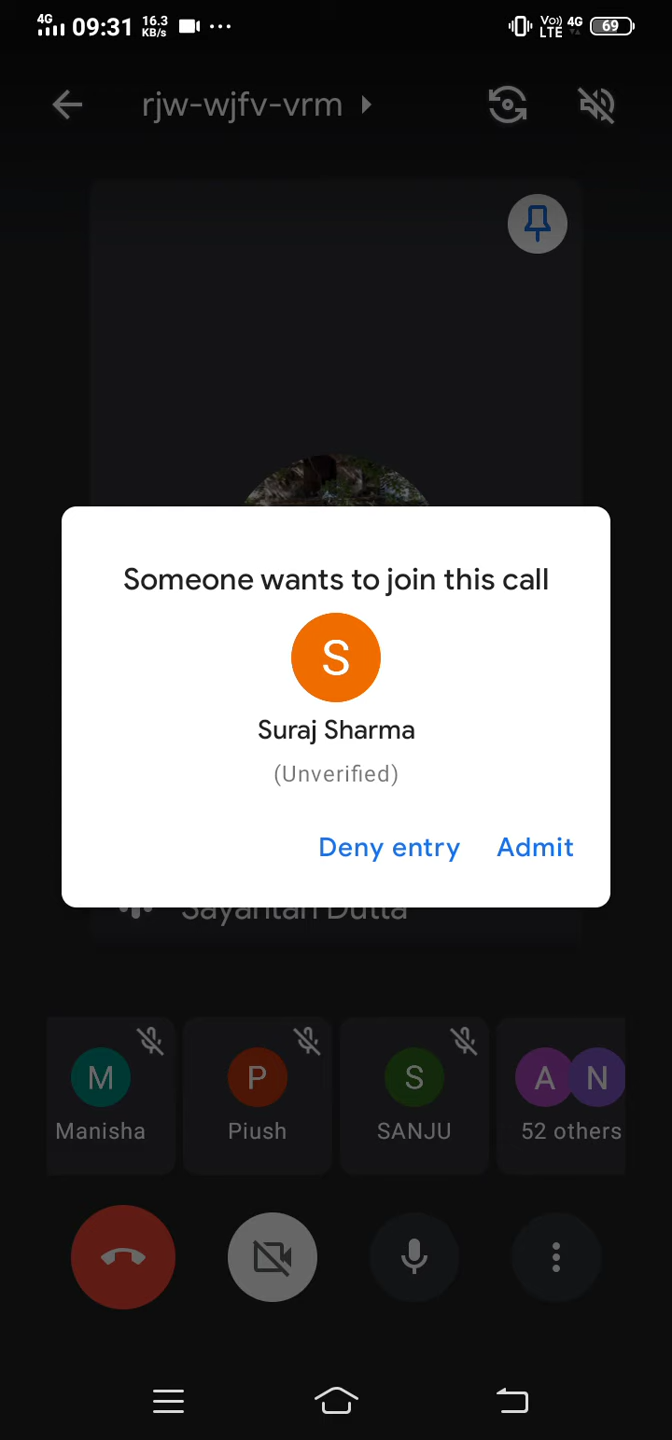 4G 09:31 16.3 KB/s ... Vo)) LTE 4G 69
rjw-wjfv-vrm
Someone wants to join this call
S
Suraj Sharma
(Unverified)
Deny entry Admit
Sayantan Dutta
M P S A N
Manisha Piush SANJU 52 others